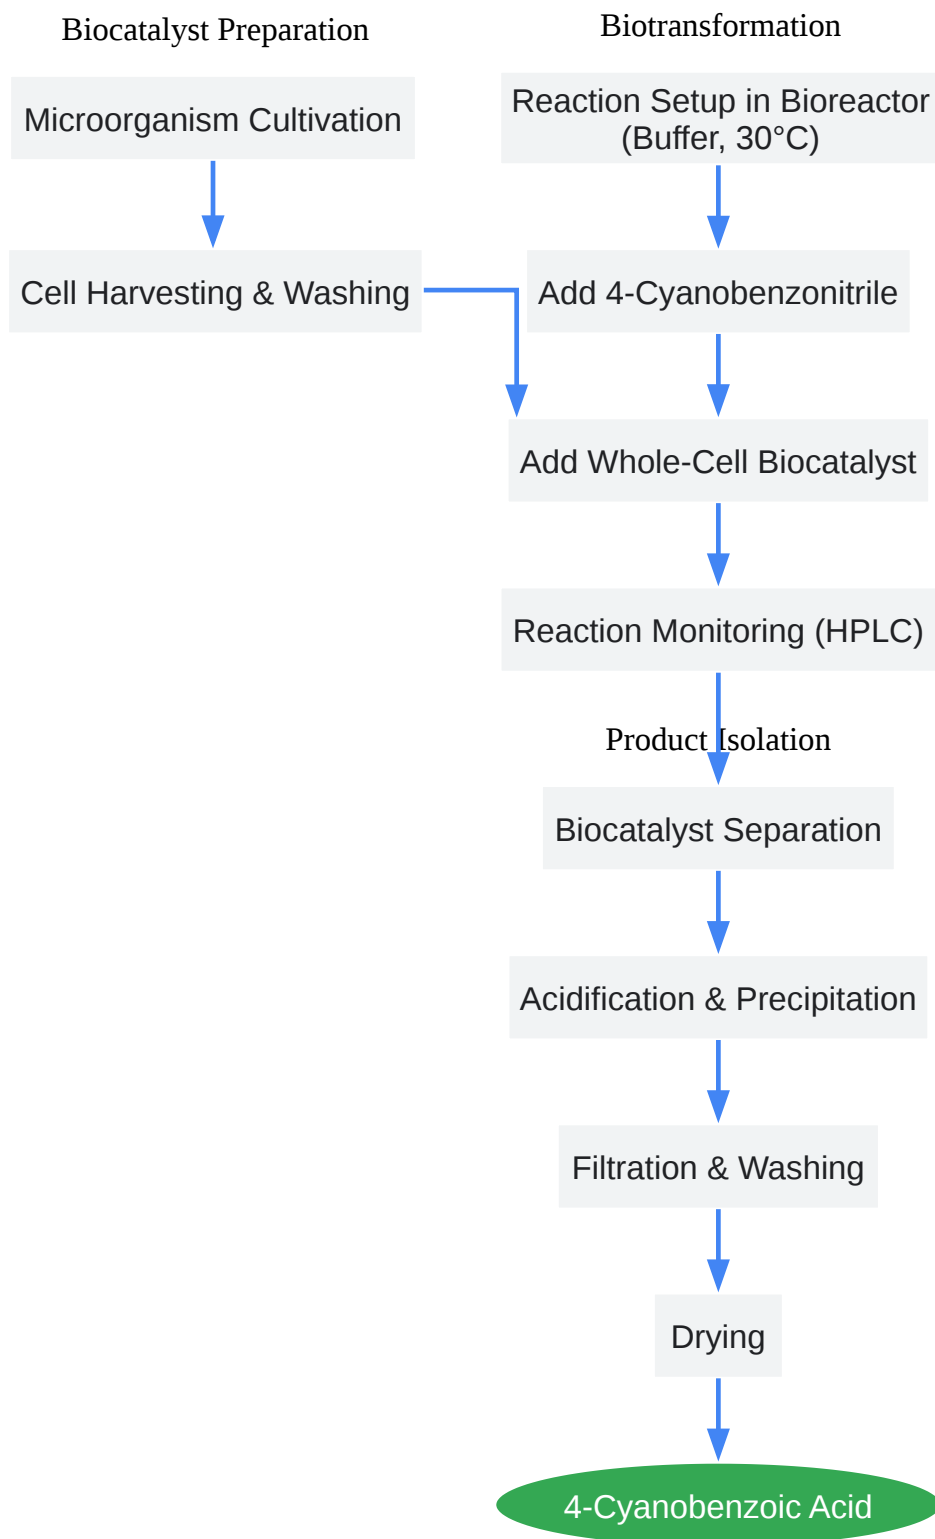 Biocatalyst Preparation
Microorganism Cultivation
Cell Harvesting & Washing
Biotransformation
Reaction Setup in Bioreactor
(Buffer, 30°C)
Add 4-Cyanobenzonitrile
Add Whole-Cell Biocatalyst
Reaction Monitoring (HPLC)
Product Isolation
Biocatalyst Separation
Acidification & Precipitation
Filtration & Washing
Drying
4-Cyanobenzoic Acid